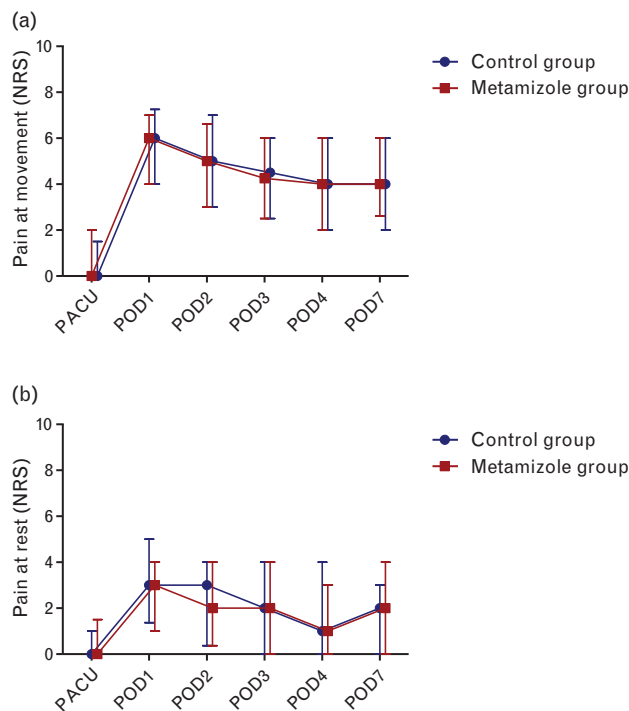 (a)
10
8
6
4
2
0
Pain at movement (NRS)
PACU
POD1
POD2
POD3
POD4
POD7
Control group
Metamizole group
(b)
10
8
6
4
2
0
Pain at rest (NRS)
PACU
POD1
POD2
POD3
POD4
POD7
Control group
Metamizole group